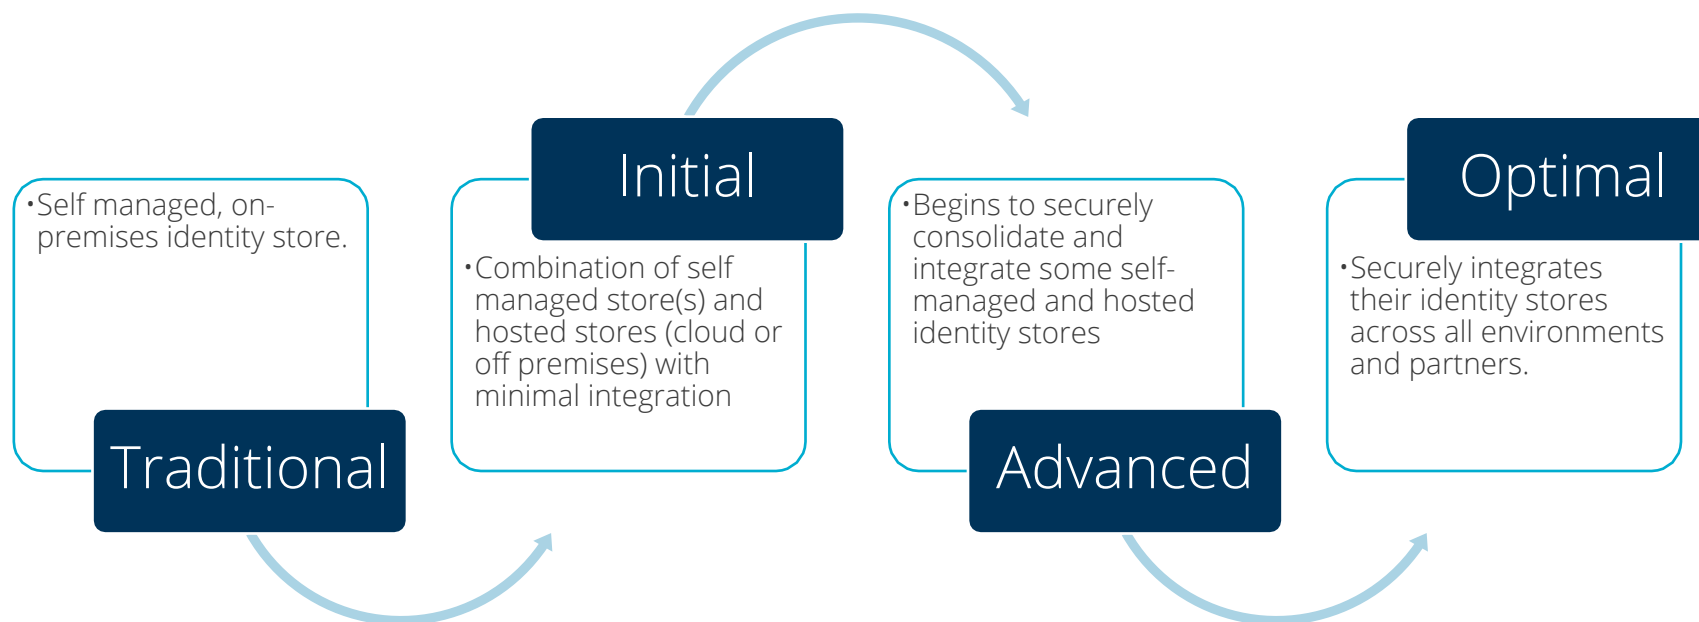 •Self managed, on-
premises identity store.
Traditional
Initial
•Combination of self
managed store(s) and
hosted stores (cloud or
off premises) with
minimal integration
•Begins to securely
consolidate and
integrate some self-
managed and hosted
identity stores
Advanced
Optimal
•Securely integrates
their identity stores
across all environments
and partners.